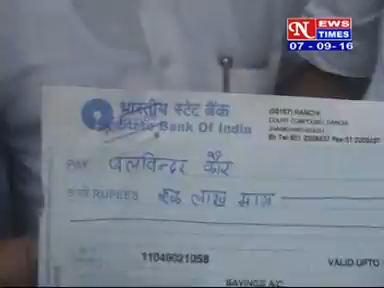 NEWS
TIMES
07 - 09 - 16
भारतीय स्टेट बैंक
State Bank Of India
RANCHI
COURT COMPOUND, RANCHI
PAY बलविन्दर कौर
RUPEES एक लाख मात्र
11049021058
VALID UPTO
SAVINGS A/C